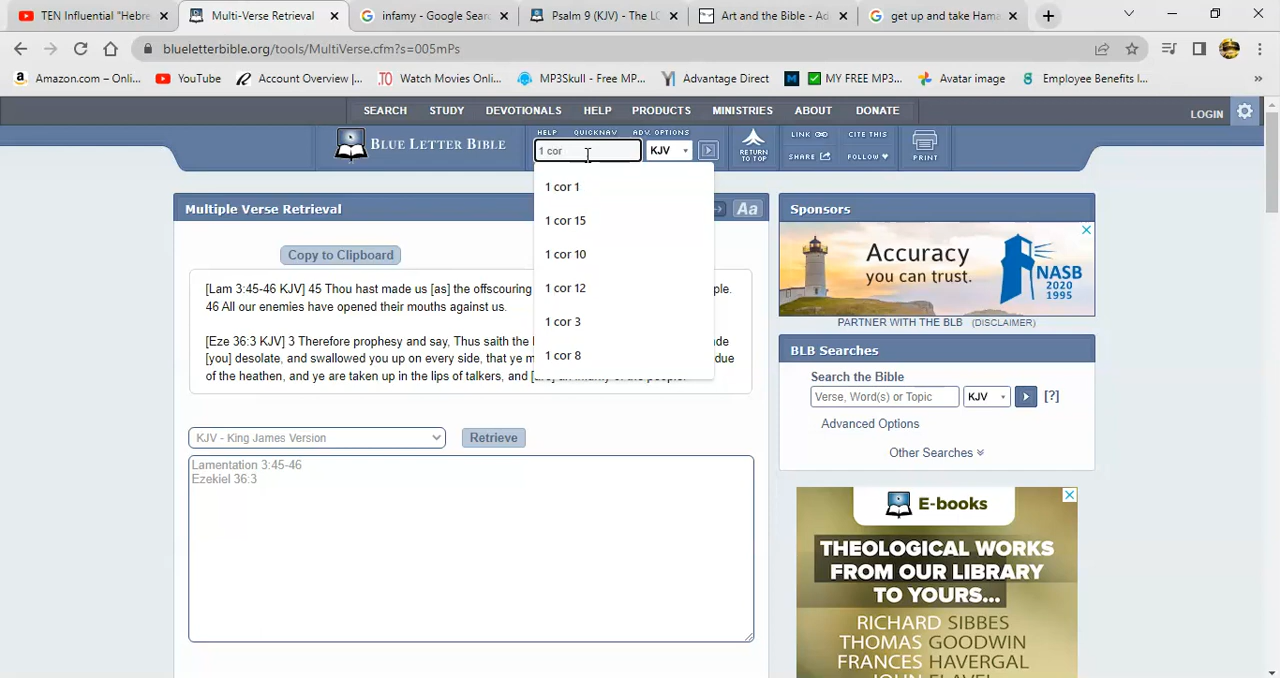 TEN Influential "Hebre
Multi-Verse Retrieval
infamy - Google Sear
Psalm 9 (KJV) - The LO
Art and the Bible - Ad
get up and take Hama
blueletterbible.org/tools/MultiVerse.cfm?s=005mPs
Amazon.com – Onli...
YouTube
Account Overview |...
Watch Movies Onlin...
MP3Skull - Free MP...
Advantage Direct
MY FREE MP3...
Avatar image
Employee Benefits I...
SEARCH STUDY DEVOTIONALS HELP PRODUCTS MINISTRIES ABOUT DONATE
LOGIN
BLUE LETTER BIBLE
HELP QUICKNAV ADV. OPTIONS
1 cor
KJV
RETURN
TO TOP
LINK
CITE THIS
SHARE
FOLLOW
PRINT
1 cor 1
1 cor 15
1 cor 10
1 cor 12
1 cor 3
1 cor 8
Multiple Verse Retrieval
Aa
Copy to Clipboard
[Lam 3:45-46 KJV] 45 Thou hast made us [as] the offscouring
ple.
46 All our enemies have opened their mouths against us.
[Eze 36:3 KJV] 3 Therefore prophesy and say, Thus saith the
ade
[you] desolate, and swallowed you up on every side, that ye m
due
of the heathen, and ye are taken up in the lips of talkers, and [are] an infamy of the people.
KJV - King James Version
Retrieve
Lamentation 3:45-46
Ezekiel 36:3
Sponsors
Accuracy
you can trust.
NASB
2020
1995
PARTNER WITH THE BLB (DISCLAIMER)
BLB Searches
Search the Bible
Verse, Word(s) or Topic
KJV
[?]
Advanced Options
Other Searches
E-books
THEOLOGICAL WORKS
FROM OUR LIBRARY
TO YOURS...
RICHARD SIBBES
THOMAS GOODWIN
FRANCES HAVERGAL
JOHN FLAVEL